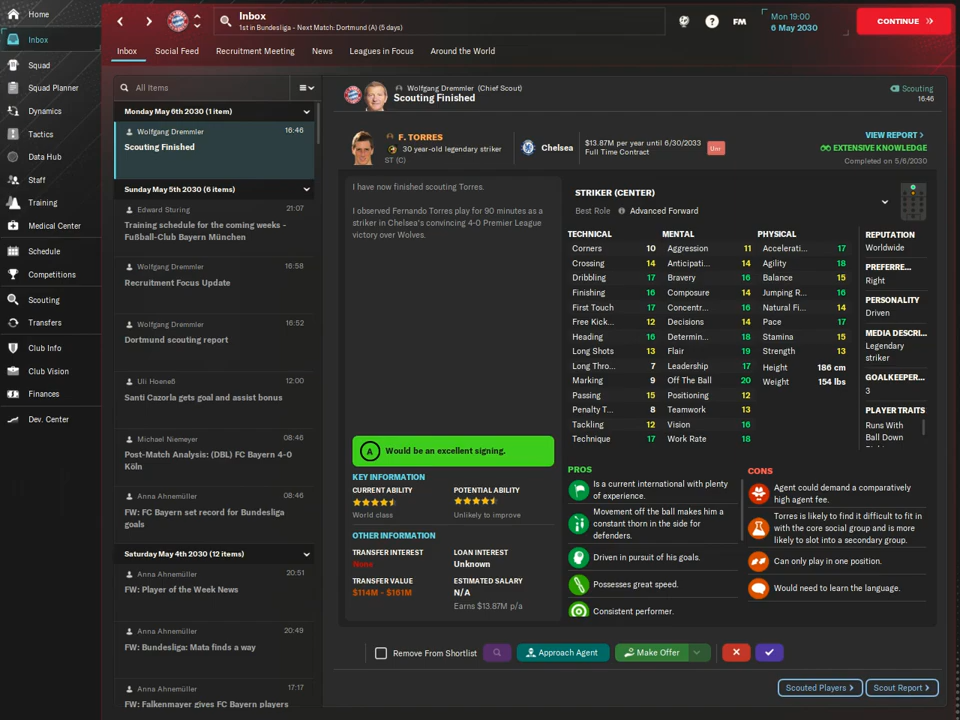 Home
Inbox
Squad
Squad Planner
Dynamics
Tactics
Data Hub
Staff
Training
Medical Center
Schedule
Competitions
Scouting
Transfers
Club Info
Club Vision
Finances
Dev. Center
Inbox
1st in Bundesliga - Next Match: Dortmund (A) (5 days)
?
FM
Mon 19:00
6 May 2030
CONTINUE
Inbox Social Feed Recruitment Meeting News Leagues in Focus Around the World
All Items
Monday May 6th 2030 (1 item)
Wolfgang Dremmler 16:46
Scouting Finished
Sunday May 5th 2030 (6 items)
Edward Sturing 21:07
Training schedule for the coming weeks -
Fußball-Club Bayern München
Wolfgang Dremmler 16:58
Recruitment Focus Update
Wolfgang Dremmler 16:52
Dortmund scouting report
Uli Hoeneß 12:00
Santi Cazorla gets goal and assist bonus
Michael Niemeyer 08:46
Post-Match Analysis: (DBL) FC Bayern 4-0
Köln
Anna Ahnemüller 08:46
FW: FC Bayern set record for Bundesliga
goals
Saturday May 4th 2030 (12 items)
Anna Ahnemüller 20:51
FW: Player of the Week News
Anna Ahnemüller 20:49
FW: Bundesliga: Mata finds a way
Anna Ahnemüller 17:17
FW: Falkenmayer gives FC Bayern players
Wolfgang Dremmler (Chief Scout)
Scouting Finished
Scouting
16:46
F. TORRES
30 year-old legendary striker
ST (C)
Chelsea
$13.87M per year until 6/30/2033
Full Time Contract
Unr
VIEW REPORT >
EXTENSIVE KNOWLEDGE
Completed on 5/6/2030
I have now finished scouting Torres.
I observed Fernando Torres play for 90 minutes as a
striker in Chelsea's convincing 4-0 Premier League
victory over Wolves.
A Would be an excellent signing.
KEY INFORMATION
CURRENT ABILITY POTENTIAL ABILITY
World class Unlikely to improve
OTHER INFORMATION
TRANSFER INTEREST LOAN INTEREST
None Unknown
TRANSFER VALUE ESTIMATED SALARY
$114M - $161M N/A
Earns $13.87M p/a
STRIKER (CENTER)
Best Role Advanced Forward
TECHNICAL MENTAL PHYSICAL
Corners 10 Aggression 11 Accelerati... 17
Crossing 14 Anticipati... 14 Agility 18
Dribbling 17 Bravery 16 Balance 15
Finishing 16 Composure 14 Jumping R... 16
First Touch 17 Concentr... 16 Natural Fi... 14
Free Kick... 12 Decisions 14 Pace 17
Heading 16 Determin... 18 Stamina 15
Long Shots 13 Flair 19 Strength 13
Long Thro... 7 Leadership 17 Height 186 cm
Marking 9 Off The Ball 20 Weight 154 lbs
Passing 15 Positioning 12
Penalty T... 8 Teamwork 13
Tackling 12 Vision 16
Technique 17 Work Rate 18
REPUTATION
Worldwide
PREFERRE...
Right
PERSONALITY
Driven
MEDIA DESCRI...
Legendary
striker
GOALKEEPER...
3
PLAYER TRAITS
Runs With
Ball Down
PROS
Is a current international with plenty
of experience.
Movement off the ball makes him a
constant thorn in the side for
defenders.
Driven in pursuit of his goals.
Possesses great speed.
Consistent performer.
CONS
Agent could demand a comparatively
high agent fee.
Torres is likely to find it difficult to fit in
with the core social group and is more
likely to slot into a secondary group.
Can only play in one position.
Would need to learn the language.
Remove From Shortlist Approach Agent Make Offer
Scouted Players > Scout Report >